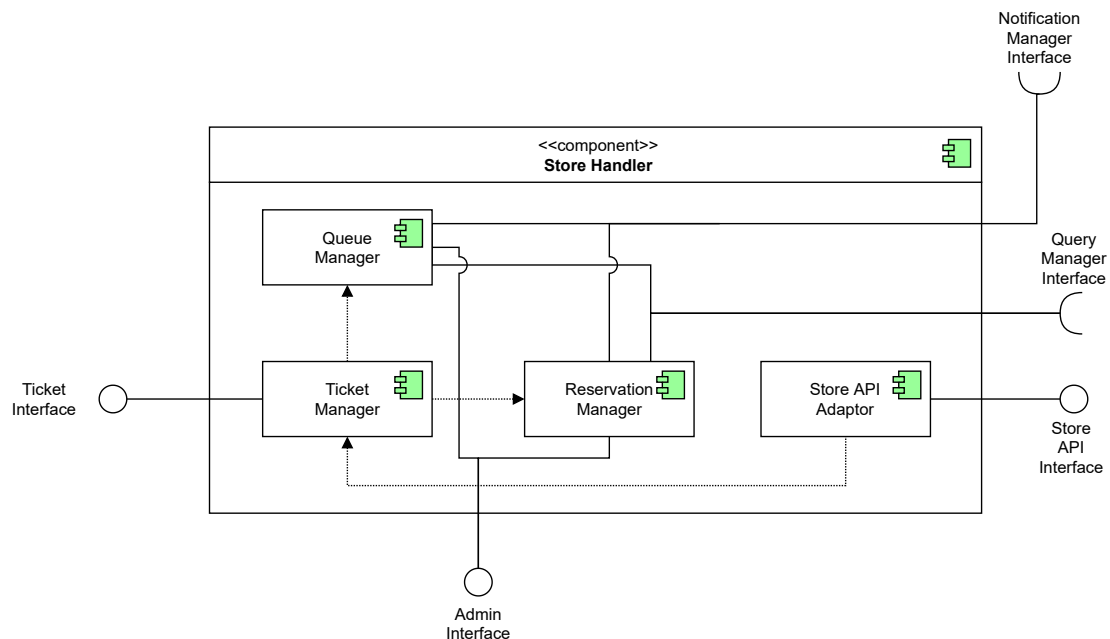 Notification
Manager
Interface
<<component>>
Store Handler
Queue
Manager
Query
Manager
Interface
Ticket
Interface
Ticket
Manager
Reservation
Manager
Store API
Adaptor
Store
API
Interface
Admin
Interface